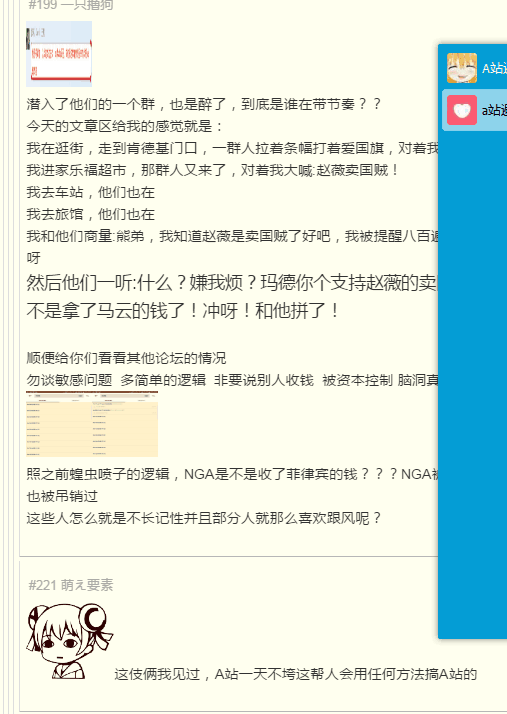 #199 一只撸狗
潜入了他们的一个群，也是醉了，到底是谁在带节奏？？
今天的文章区给我的感觉就是：
我在逛街，走到肯德基门口，一群人拉着条幅打着爱国旗，对着我
我进家乐福超市，那群人又来了，对着我大喊:赵薇卖国贼！
我去车站，他们也在
我去旅馆，他们也在
我和他们商量:熊弟，我知道赵薇是卖国贼了好吧，我被提醒八百遍
呀
然后他们一听:什么？嫌我烦？玛德你个支持赵薇的卖
不是拿了马云的钱了！冲呀！和他拼了！
顺便给你们看看其他论坛的情况
勿谈敏感问题 多简单的逻辑 非要说别人收钱 被资本控制 脑洞真
照之前蝗虫喷子的逻辑，NGA是不是收了菲律宾的钱？？？NGA被
也被吊销过
这些人怎么就是不长记性并且部分人就那么喜欢跟风呢？
#221 萌え要素
这伎俩我见过，A站一天不垮这帮人会用任何方法搞A站的
A站
a站